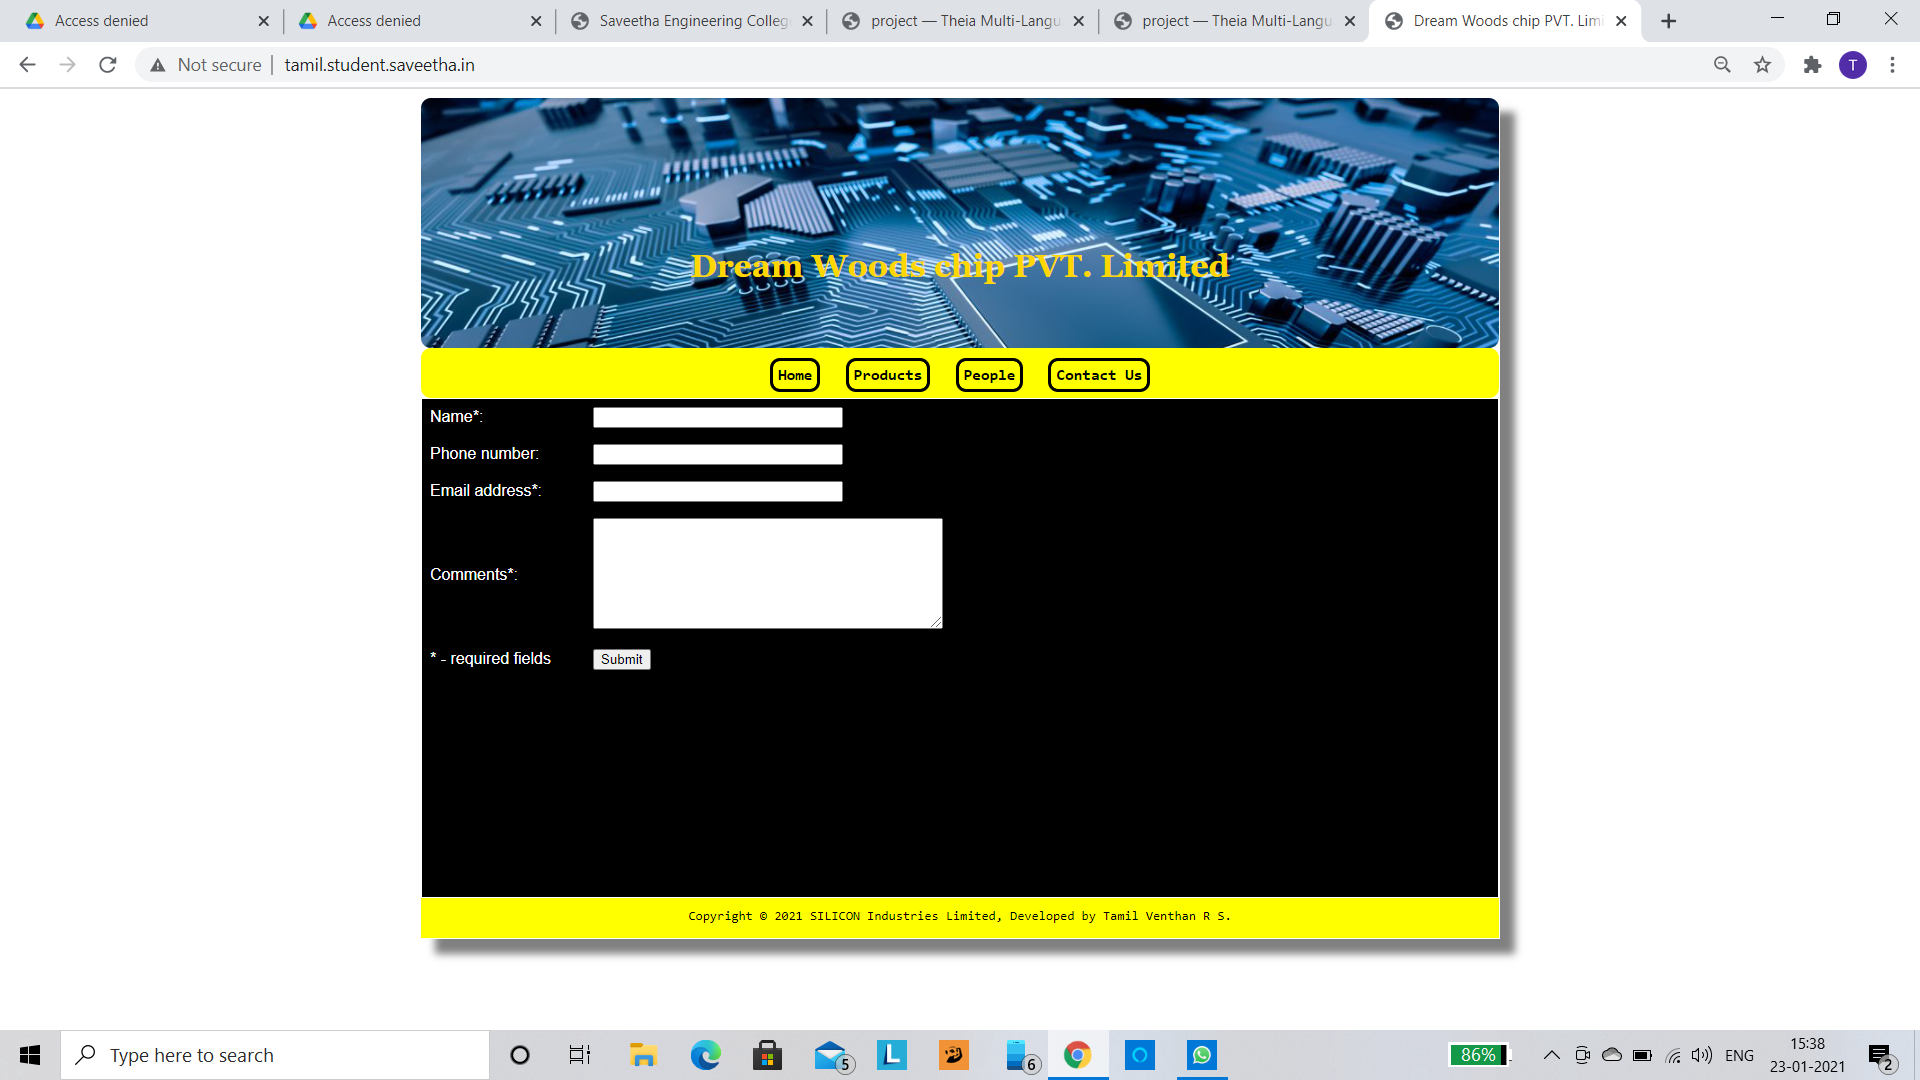 Access denied
Access denied
Saveetha Engineering Colleg
project — Theia Multi-Langu
project — Theia Multi-Langu
Dream Woods chip PVT. Limi
Not secure
tamil.student.saveetha.in
T
Dream Woods chip PVT. Limited
Home Products People Contact Us
Name*:
Phone number:
Email address*:
Comments*:
* - required fields
Submit
Copyright © 2021 SILICON Industries Limited, Developed by Tamil Venthan R S.
Type here to search
5
L
6
86%
ENG
15:38
23-01-2021
2